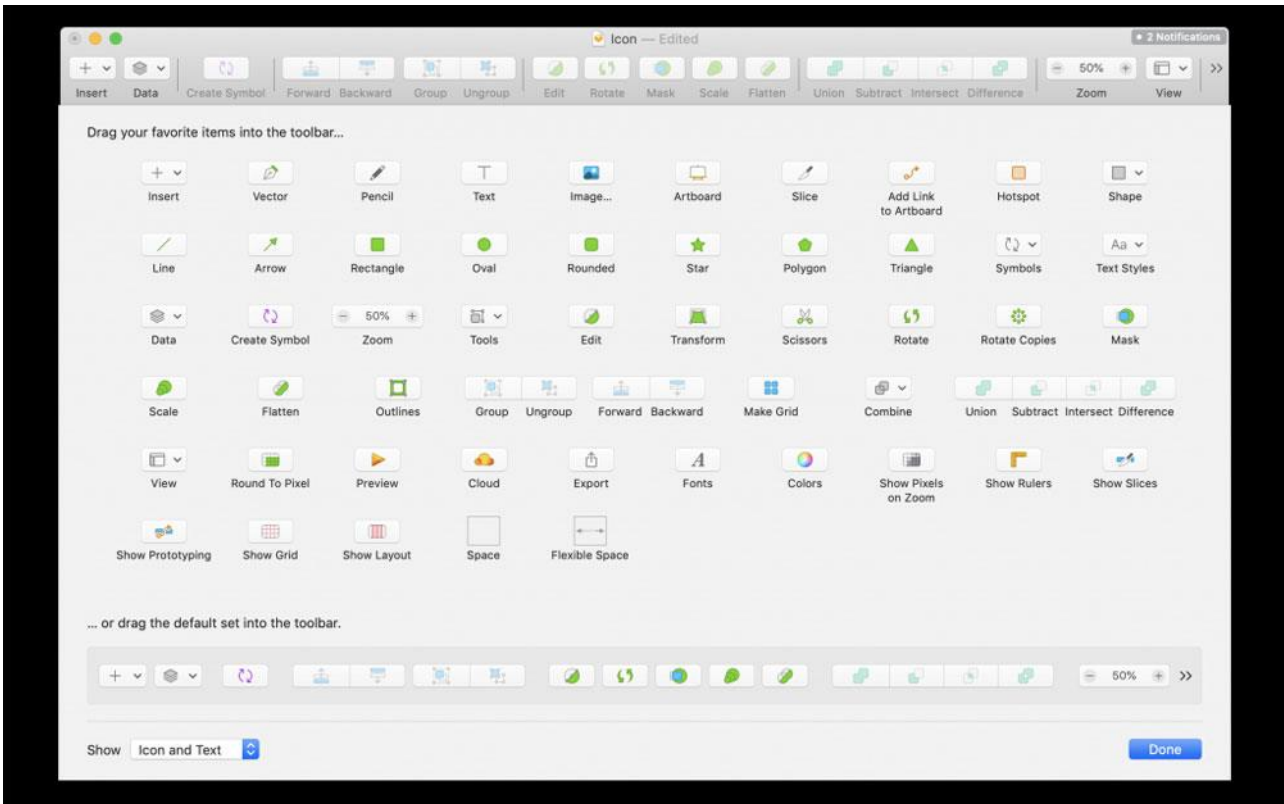 Icon — Edited
2 Notifications
50%
Insert Data Create Symbol Forward Backward Group Ungroup Edit Rotate Mask Scale Flatten Union Subtract Intersect Difference Zoom View
Drag your favorite items into the toolbar...
T
Insert Vector Pencil Text Image... Artboard Slice Add Link Hotspot Shape
to Artboard
Aa
Line Arrow Rectangle Oval Rounded Star Polygon Triangle Symbols Text Styles
50%
Data Create Symbol Zoom Tools Edit Transform Scissors Rotate Rotate Copies Mask
Scale Flatten Outlines Group Ungroup Forward Backward Make Grid Combine Union Subtract Intersect Difference
A
View Round To Pixel Preview Cloud Export Fonts Colors Show Pixels Show Rulers Show Slices
on Zoom
Show Prototyping Show Grid Show Layout Space Flexible Space
... or drag the default set into the toolbar.
50%
Show Icon and Text Done